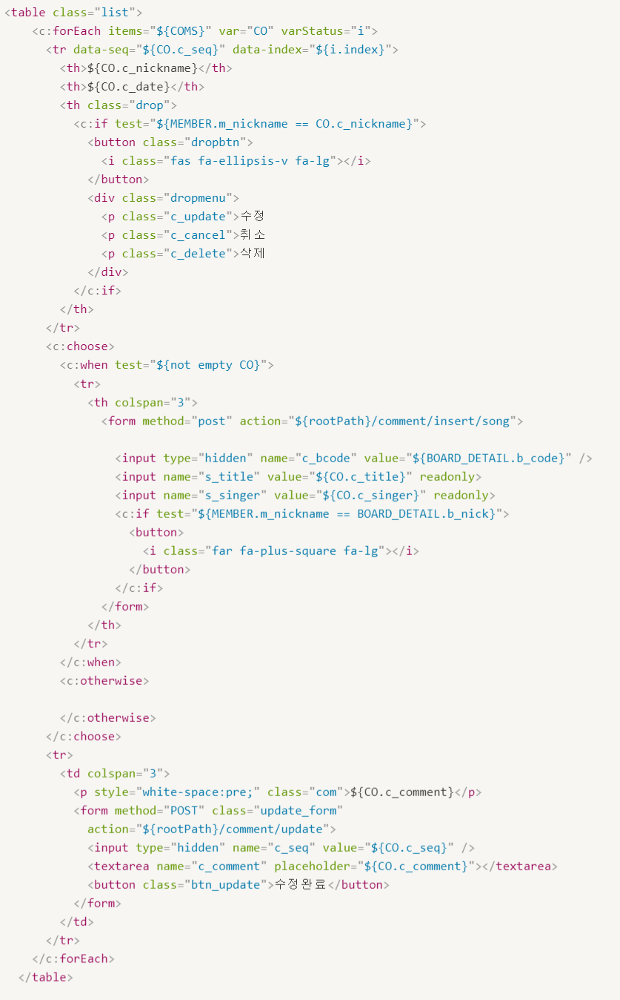 <table class="list">
    <c:forEach items="${COMS}" var="CO" varStatus="i">
      <tr data-seq="${CO.c_seq}" data-index="${i.index}">
        <th>${CO.c_nickname}</th>
        <th>${CO.c_date}</th>
        <th class="drop">
          <c:if test="${MEMBER.m_nickname == CO.c_nickname}">
            <button class="dropbtn">
              <i class="fas fa-ellipsis-v fa-lg"></i>
            </button>
            <div class="dropmenu">
              <p class="c_update">수정
              <p class="c_cancel">취소
              <p class="c_delete">삭제
            </div>
          </c:if>
        </th>
      </tr>
      <c:choose>
        <c:when test="${not empty CO}">
          <tr>
            <th colspan="3">
              <form method="post" action="${rootPath}/comment/insert/song">

                <input type="hidden" name="c_bcode" value="${BOARD_DETAIL.b_code}" />
                <input name="s_title" value="${CO.c_title}" readonly>
                <input name="s_singer" value="${CO.c_singer}" readonly>
                <c:if test="${MEMBER.m_nickname == BOARD_DETAIL.b_nick}">
                  <button>
                    <i class="far fa-plus-square fa-lg"></i>
                  </button>
                </c:if>
              </form>
            </th>
          </tr>
        </c:when>
        <c:otherwise>

        </c:otherwise>
      </c:choose>
      <tr>
        <td colspan="3">
          <p style="white-space:pre;" class="com">${CO.c_comment}</p>
          <form method="POST" class="update_form"
            action="${rootPath}/comment/update">
            <input type="hidden" name="c_seq" value="${CO.c_seq}" />
            <textarea name="c_comment" placeholder="${CO.c_comment}"></textarea>
            <button class="btn_update">수정완료</button>
          </form>
        </td>
      </tr>
    </c:forEach>
  </table>